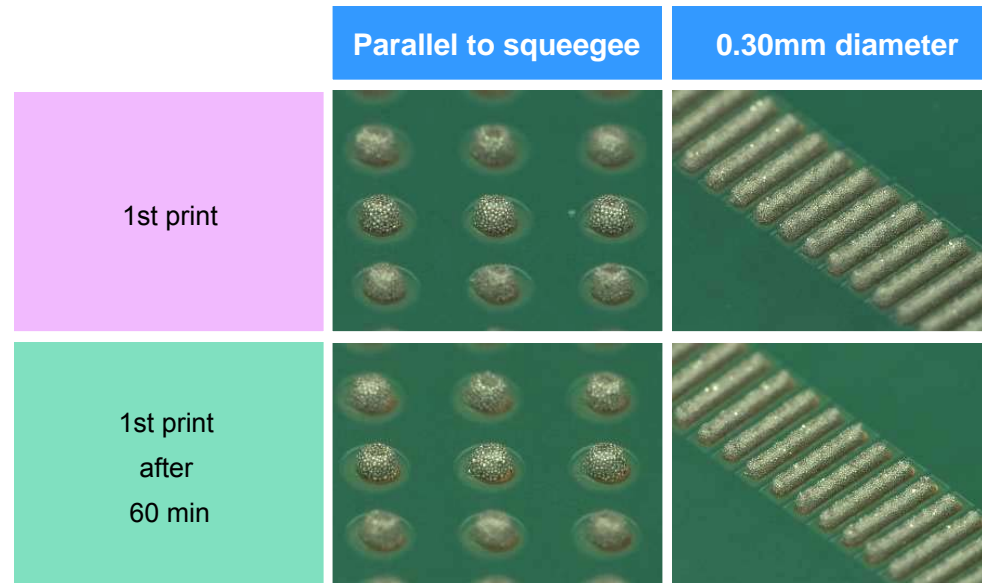 Parallel to squeegee
0.30mm diameter
1st print
1st print
after
60 min